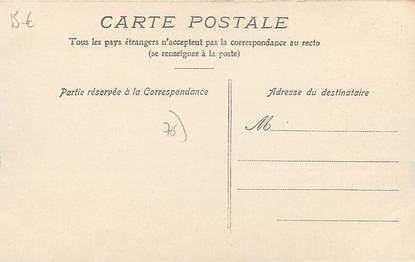 15 €
CARTE POSTALE
Tous les pays étrangers n'acceptent pas la correspondance au recto
(se renseigner à la poste)
Partie réservée à la Correspondance
Adresse du destinataire
76)
M